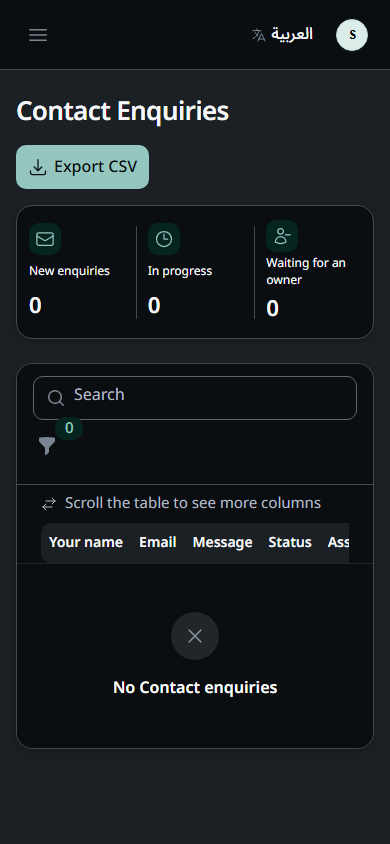 العربية
S
Contact Enquiries
Export CSV
New enquiries
0
In progress
0
Waiting for an
owner
0
Search
0
Scroll the table to see more columns
Your name Email Message Status Ass
No Contact enquiries